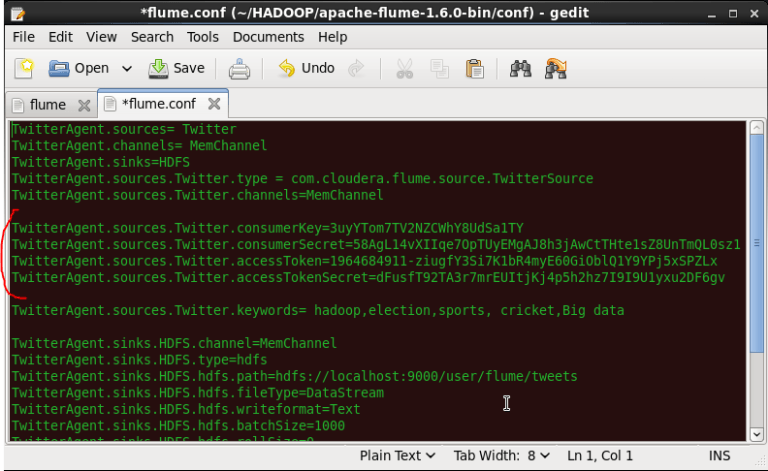 *flume.conf (~/HADOOP/apache-flume-1.6.0-bin/conf) - gedit
File Edit View Search Tools Documents Help
Open Save Undo
flume *flume.conf
TwitterAgent.sources= Twitter
TwitterAgent.channels= MemChannel
TwitterAgent.sinks=HDFS
TwitterAgent.sources.Twitter.type = com.cloudera.flume.source.TwitterSource
TwitterAgent.sources.Twitter.channels=MemChannel
TwitterAgent.sources.Twitter.consumerKey=3uyYTom7TV2NZCWhY8UdSa1TY
TwitterAgent.sources.Twitter.consumerSecret=58AgL14vXIIqe7OpTUyEMgAJ8h3jAwCtTHte1sZ8UnTmQL0sz1
TwitterAgent.sources.Twitter.accessToken=1964684911-ziugfY3Si7K1bR4myE60GiOblQ1Y9YPj5xSPZLx
TwitterAgent.sources.Twitter.accessTokenSecret=dFusfT92TA3r7mrEUItjKj4p5h2hz7I9I9U1yxu2DF6gv
TwitterAgent.sources.Twitter.keywords= hadoop,election,sports, cricket,Big data
TwitterAgent.sinks.HDFS.channel=MemChannel
TwitterAgent.sinks.HDFS.type=hdfs
TwitterAgent.sinks.HDFS.hdfs.path=hdfs://localhost:9000/user/flume/tweets
TwitterAgent.sinks.HDFS.hdfs.fileType=DataStream
TwitterAgent.sinks.HDFS.hdfs.writeformat=Text
TwitterAgent.sinks.HDFS.hdfs.batchSize=1000
TwitterAgent.sinks.HDFS.hdfs.rollSize=0
Plain Text Tab Width: 8 Ln 1, Col 1 INS